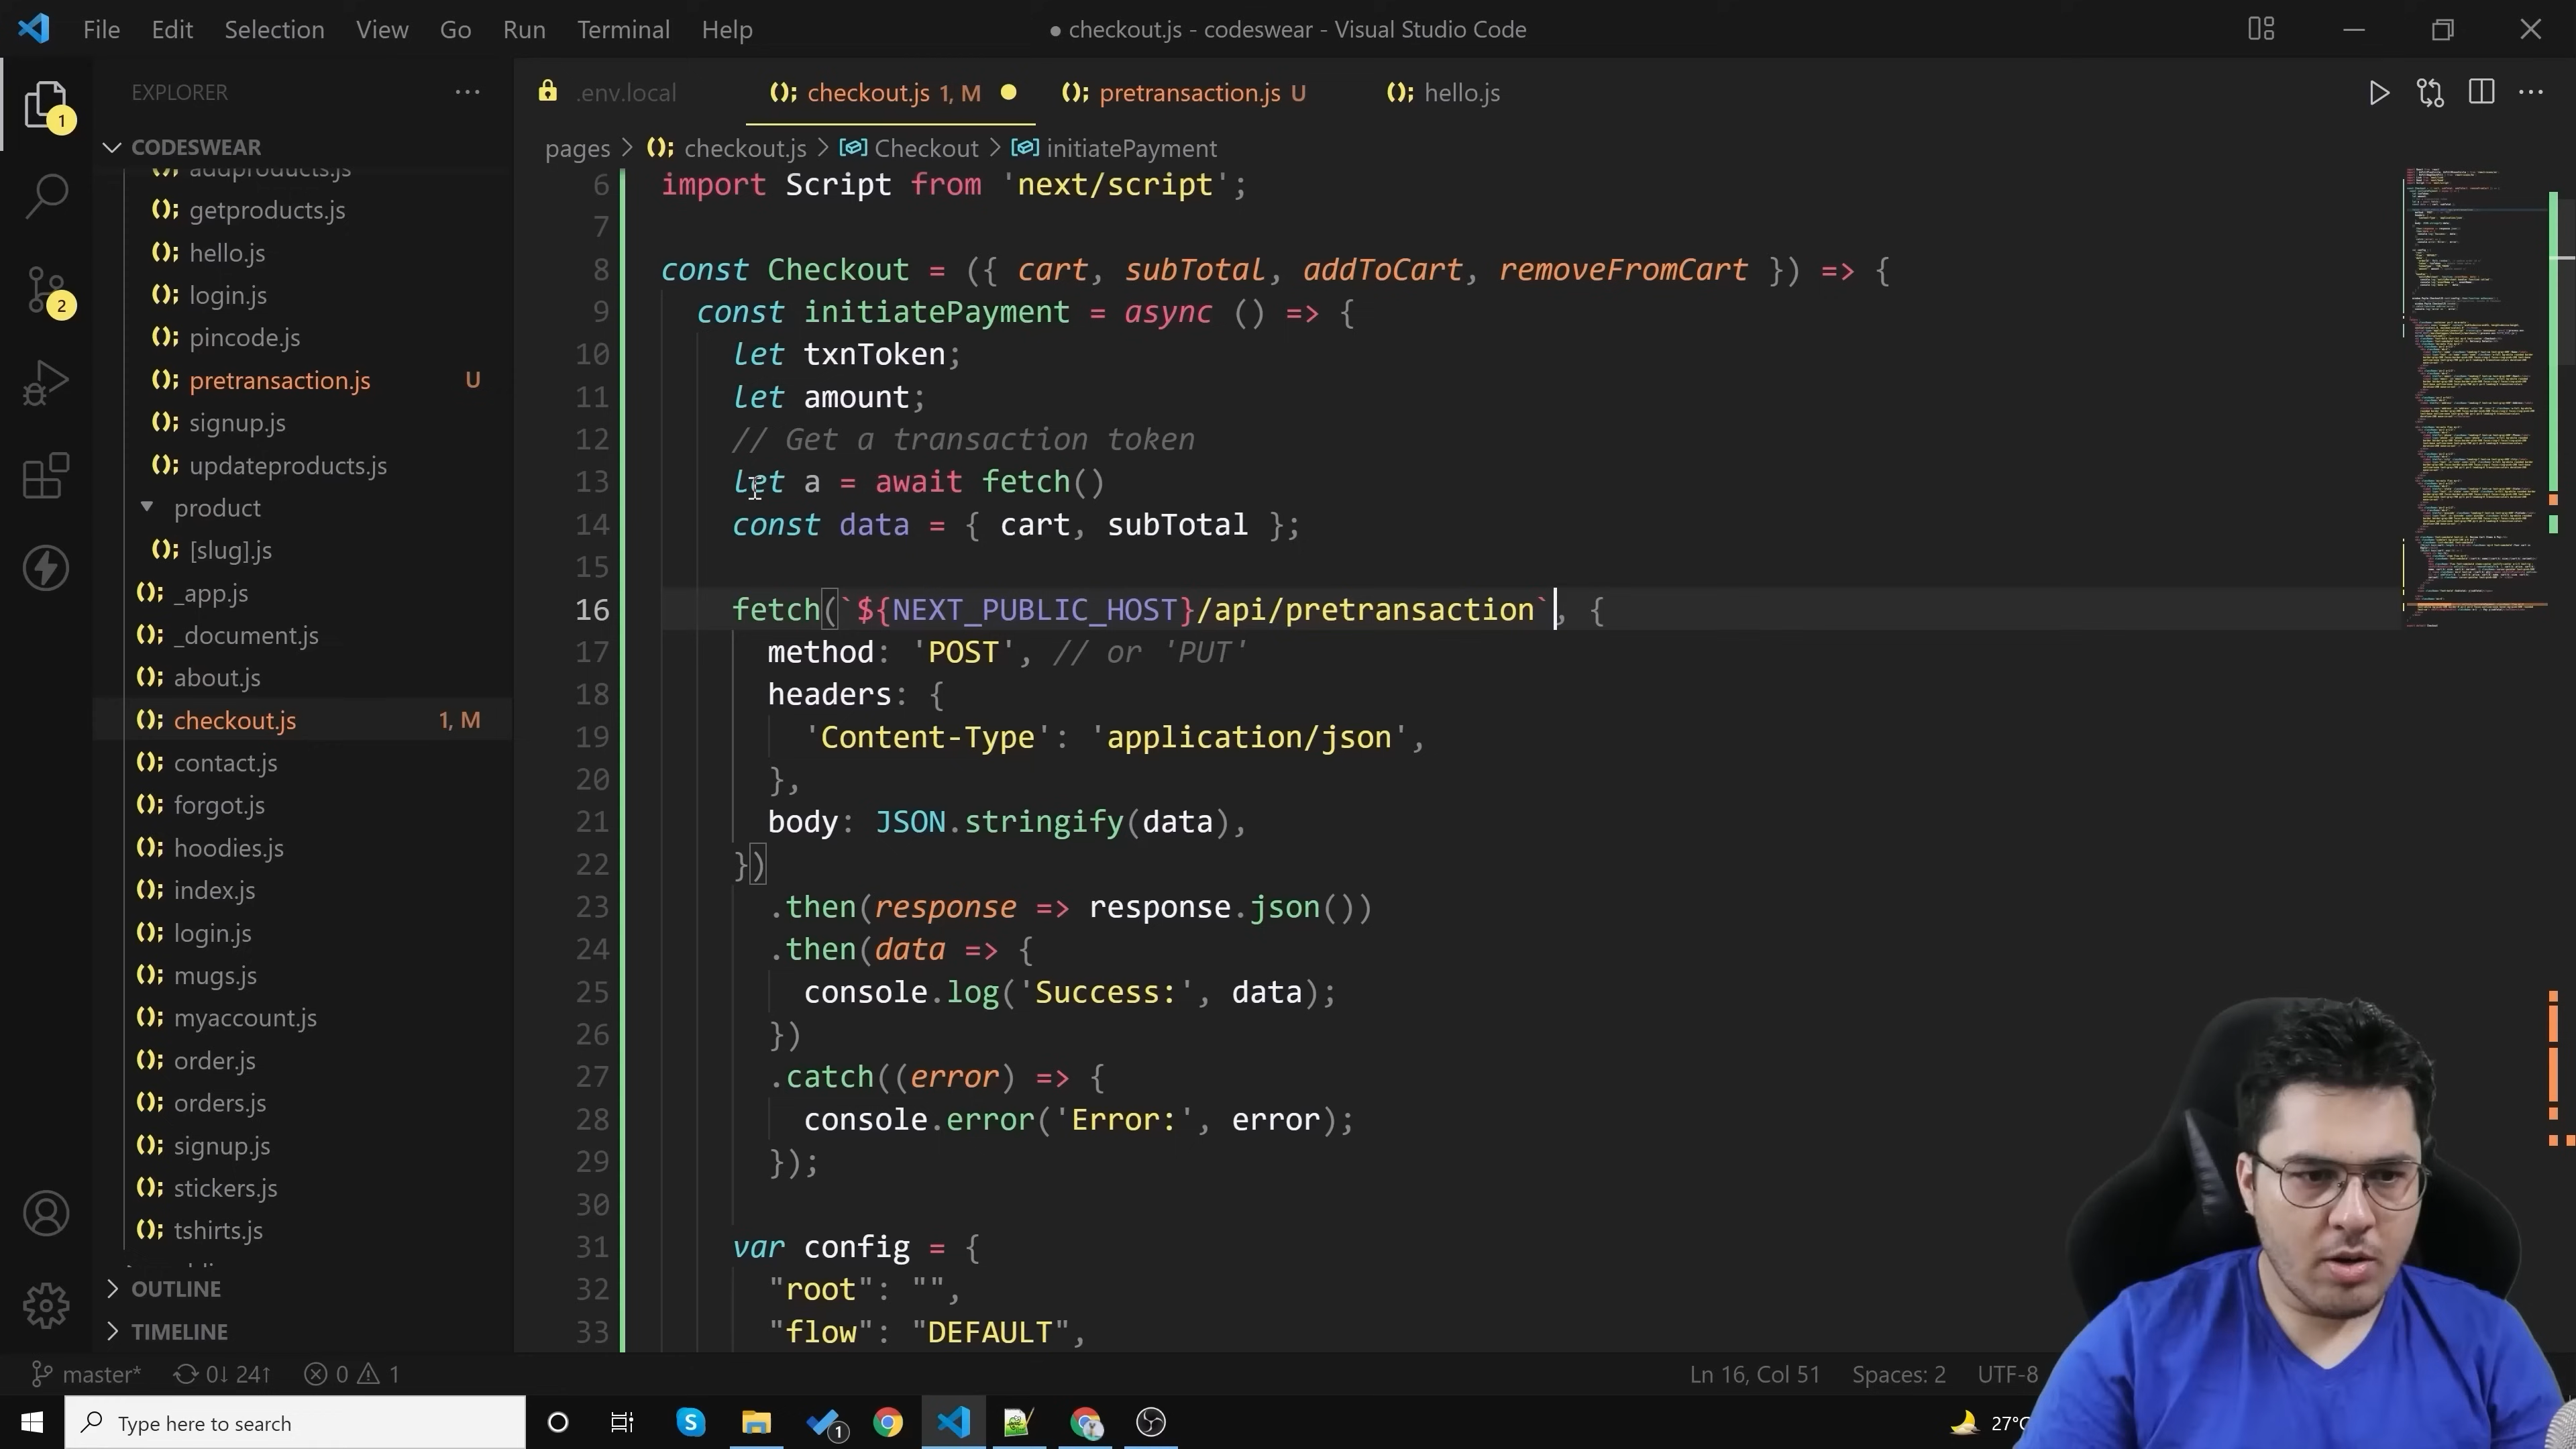 File Edit Selection View Go Run Terminal Help
● checkout.js - codeswear - Visual Studio Code
EXPLORER
.env.local
checkout.js 1, M
pretransaction.js U
hello.js
pages > checkout.js > Checkout > initiatePayment
CODESWEAR
addproducts.js
getproducts.js
hello.js
login.js
pincode.js
pretransaction.js U
signup.js
updateproducts.js
product
[slug].js
_app.js
_document.js
about.js
checkout.js 1, M
contact.js
forgot.js
hoodies.js
index.js
login.js
mugs.js
myaccount.js
order.js
orders.js
signup.js
stickers.js
tshirts.js
OUTLINE
TIMELINE
1
2
6 import Script from 'next/script';
7
8 const Checkout = ({ cart, subTotal, addToCart, removeFromCart }) => {
9 const initiatePayment = async () => {
10 let txnToken;
11 let amount;
12 // Get a transaction token
13 let a = await fetch()
14 const data = { cart, subTotal };
15
16 fetch(`${NEXT_PUBLIC_HOST}/api/pretransaction`, {
17 method: 'POST', // or 'PUT'
18 headers: {
19 'Content-Type': 'application/json',
20 },
21 body: JSON.stringify(data),
22 })
23 .then(response => response.json())
24 .then(data => {
25 console.log('Success:', data);
26 })
27 .catch((error) => {
28 console.error('Error:', error);
29 });
30
31 var config = {
32 "root": "",
33 "flow": "DEFAULT",
master* 0↓ 24↑ 0 1
Ln 16, Col 51 Spaces: 2 UTF-8
Type here to search
1
27°C